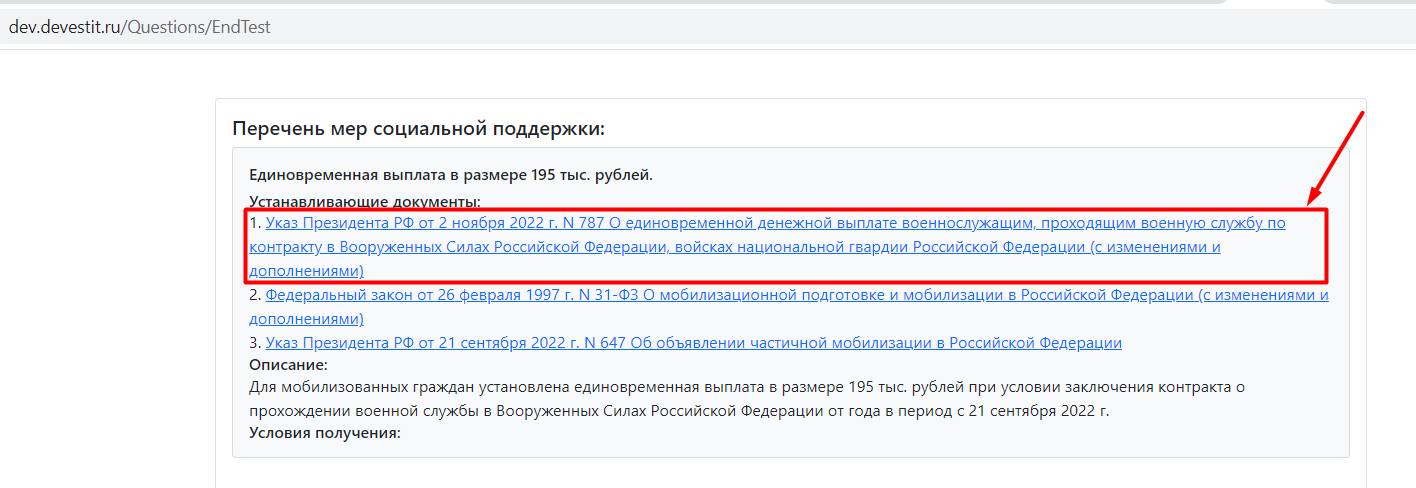 dev.devestit.ru/Questions/EndTest
Перечень мер социальной поддержки:
Единовременная выплата в размере 195 тыс. рублей.
Устанавливающие документы:
1. Указ Президента РФ от 2 ноября 2022 г. N 787 О единовременной денежной выплате военнослужащим, проходящим военную службу по
контракту в Вооруженных Силах Российской Федерации, войсках национальной гвардии Российской Федерации (с изменениями и
дополнениями)
2. Федеральный закон от 26 февраля 1997 г. N 31-ФЗ О мобилизационной подготовке и мобилизации в Российской Федерации (с изменениями и
дополнениями)
3. Указ Президента РФ от 21 сентября 2022 г. N 647 Об объявлении частичной мобилизации в Российской Федерации
Описание:
Для мобилизованных граждан установлена единовременная выплата в размере 195 тыс. рублей при условии заключения контракта о
прохождении военной службы в Вооруженных Силах Российской Федерации от года в период с 21 сентября 2022 г.
Условия получения: